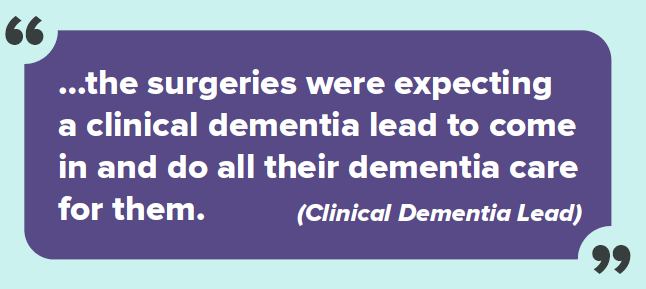 “
...the surgeries were expecting
a clinical dementia lead to come
in and do all their dementia care
for them. (Clinical Dementia Lead)
”